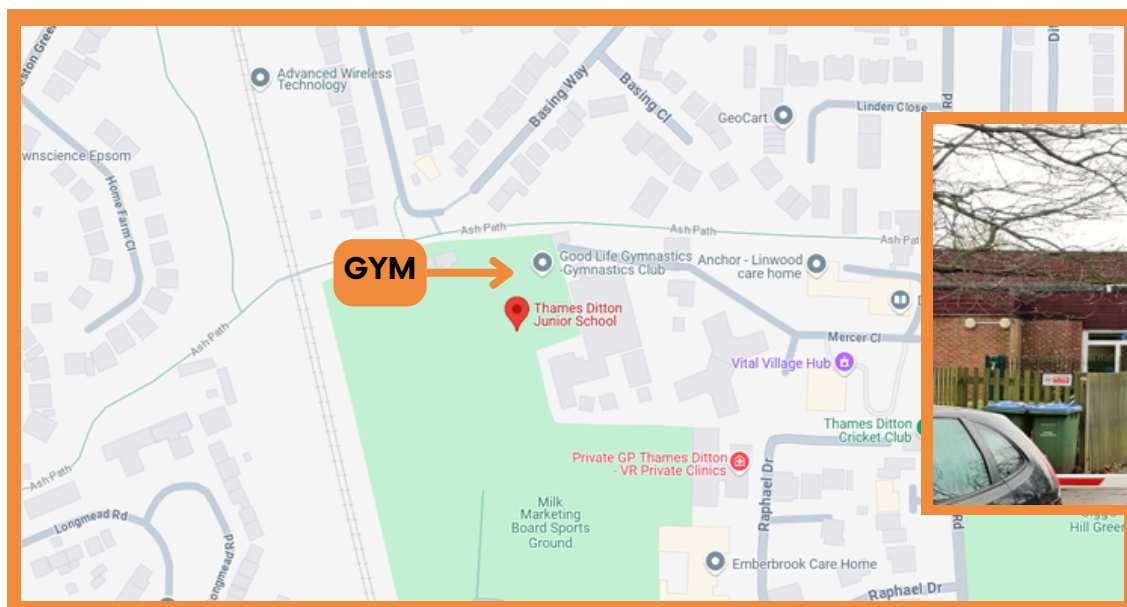 Advanced Wireless
Technology
Basing Way
Basing Cl
GeoCart
Linden Close
Rd
wnscience Epsom
Home Farm Cl
Ash Path
Ash Path
Ash Path
GYM
Good Life Gymnastics
-Gymnastics Club
Anchor - Linwood
care home
Thames Ditton
Junior School
D
Ash Path
Mercer Cl
Vital Village Hub
Thames Ditton
Cricket Club
Private GP Thames Ditton
- VR Private Clinics
Ash Path
Raphael Dr
Milk
Marketing
Board Sports
Ground
Longmead Rd
Longmead Rd
Rd
Hill Green
Emberbrook Care Home
Raphael Dr